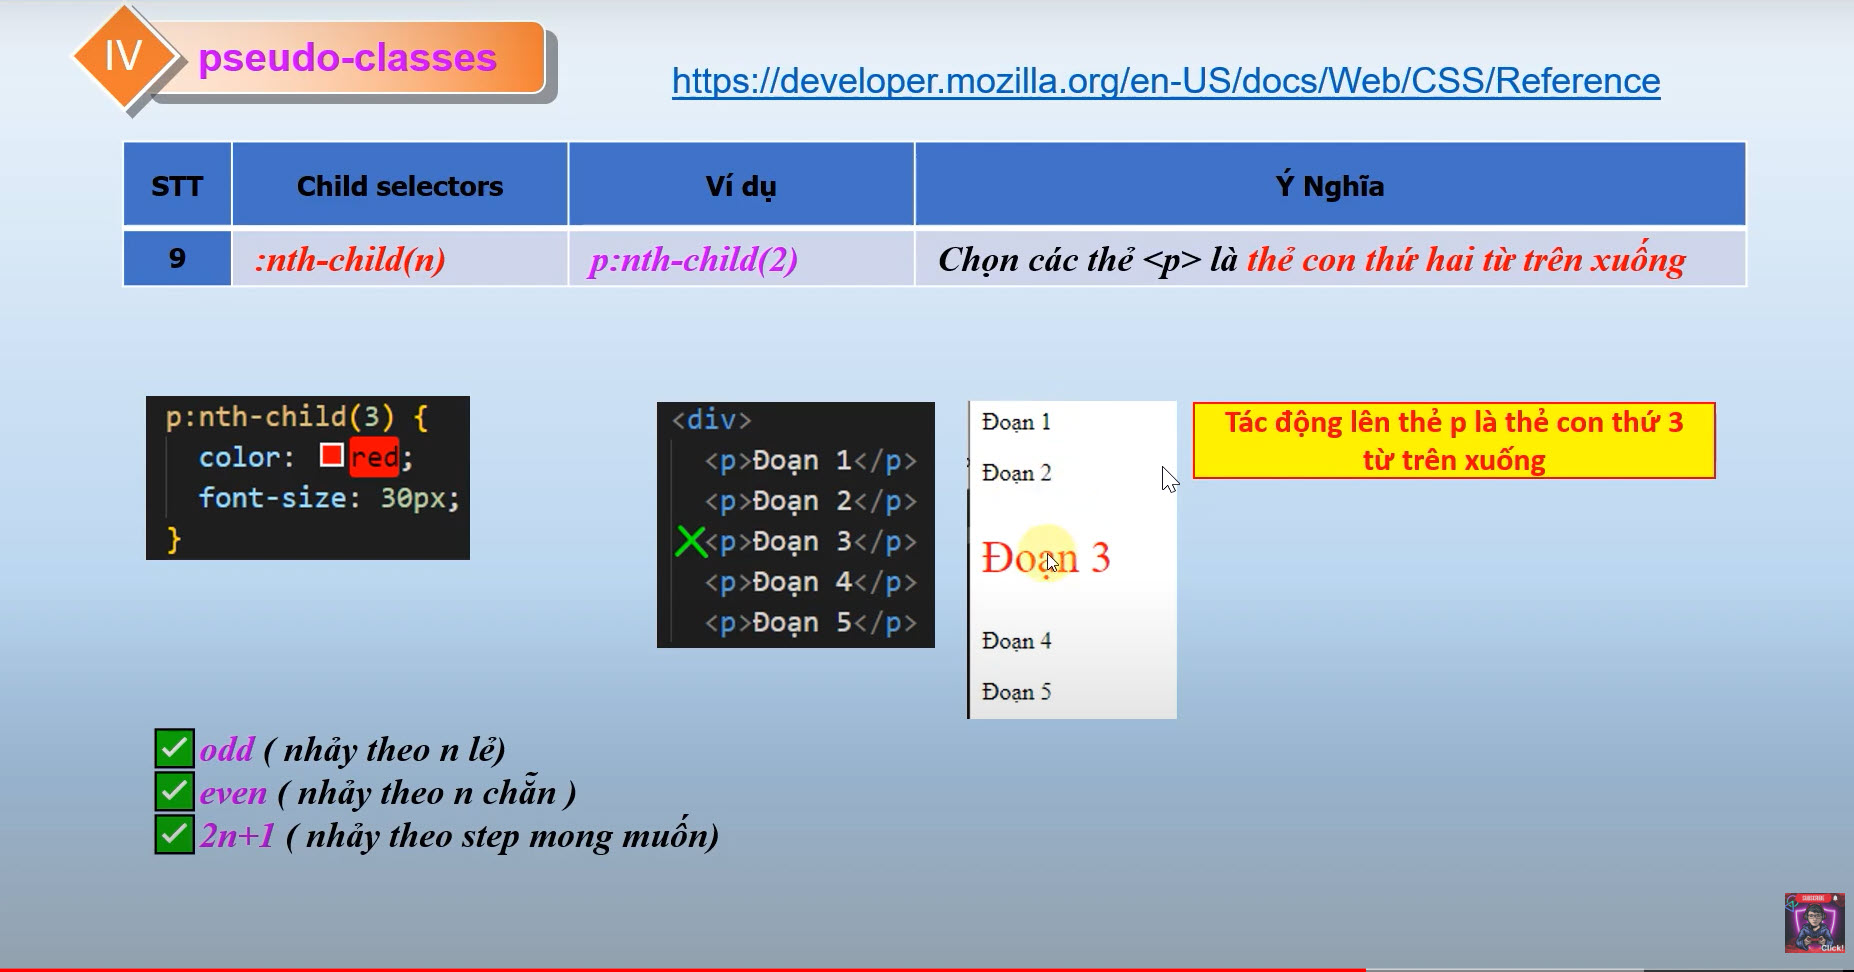 IV
pseudo-classes
https://developer.mozilla.org/en-US/docs/Web/CSS/Reference
STT Child selectors Ví dụ Ý Nghĩa
9 :nth-child(n) p:nth-child(2) Chọn các thẻ <p> là thẻ con thứ hai từ trên xuống
p:nth-child(3) {
color: red;
font-size: 30px;
}
<div>
<p>Đoạn 1</p>
<p>Đoạn 2</p>
<p>Đoạn 3</p>
<p>Đoạn 4</p>
<p>Đoạn 5</p>
Đoạn 1
Đoạn 2
Đoạn 3
Đoạn 4
Đoạn 5
Tác động lên thẻ p là thẻ con thứ 3
từ trên xuống
odd ( nhảy theo n lẻ)
even ( nhảy theo n chẵn )
2n+1 ( nhảy theo step mong muốn)
Click!